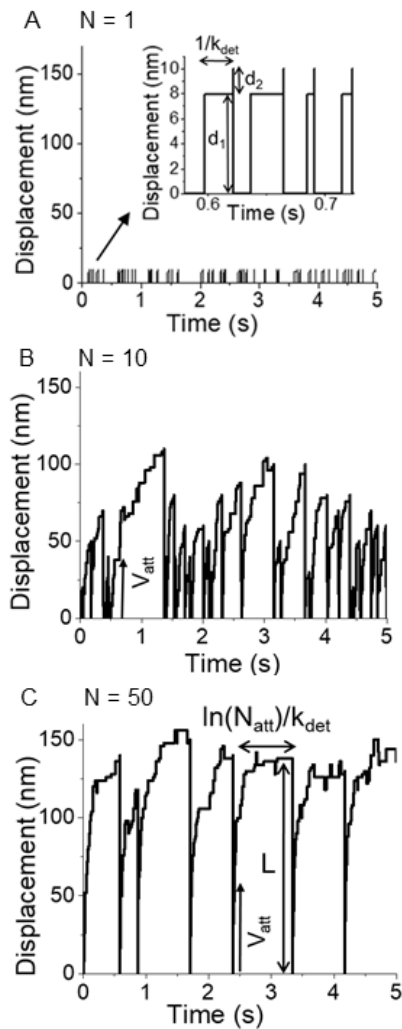 A N = 1
Displacement (nm)
150
100
50
0
0 1 2 3 4 5
Time (s)
1/kdet
Displacement (nm)
10
8
6
4
2
0
d1
d2
0.6 0.7
Time (s)
B N = 10
Displacement (nm)
150
100
50
0
Vatt
0 1 2 3 4 5
Time (s)
C N = 50
ln(Natt)/kdet
Displacement (nm)
150
100
50
0
L
Vatt
0 1 2 3 4 5
Time (s)